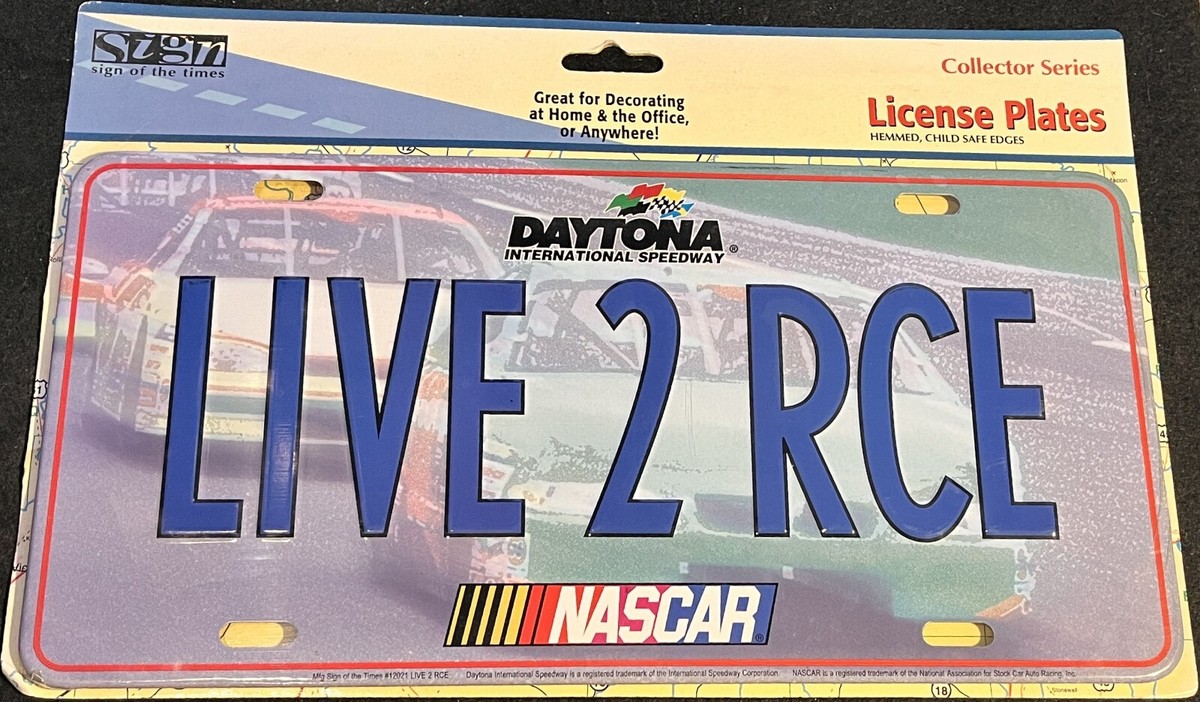 Sign
sign of the times
Great for Decorating
at Home & the Office,
or Anywhere!
Collector Series
License Plates
HEMMED, CHILD SAFE EDGES
DAYTONA®
INTERNATIONAL SPEEDWAY
LIVE 2 RCE
NASCAR®
Mfg Sign of the Times #12021 LIVE 2 RCE Daytona International Speedway is a registered trademark of the International Speedway Corporation. NASCAR is a registered trademark of the National Association for Stock Car Auto Racing, Inc.
18
Stonewall